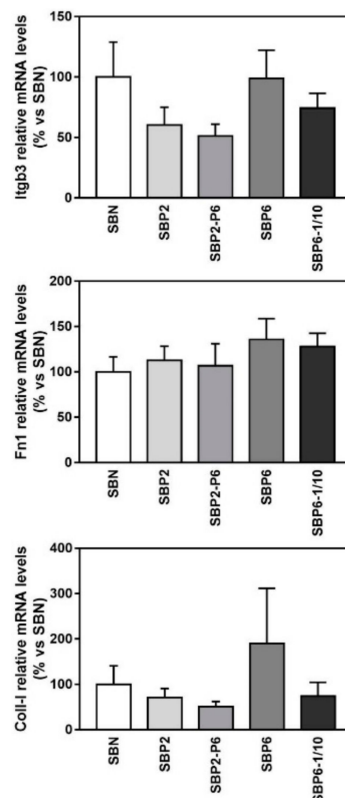 Itgb3 relative mRNA levels
(% vs SBN)
150
100
50
0
SBN
SBP2
SBP2-P6
SBP6
SBP6-1/10
Fn1 relative mRNA levels
(% vs SBN)
200
150
100
50
0
SBN
SBP2
SBP2-P6
SBP6
SBP6-1/10
Coll-I relative mRNA levels
(% vs SBN)
400
300
200
100
0
SBN
SBP2
SBP2-P6
SBP6
SBP6-1/10